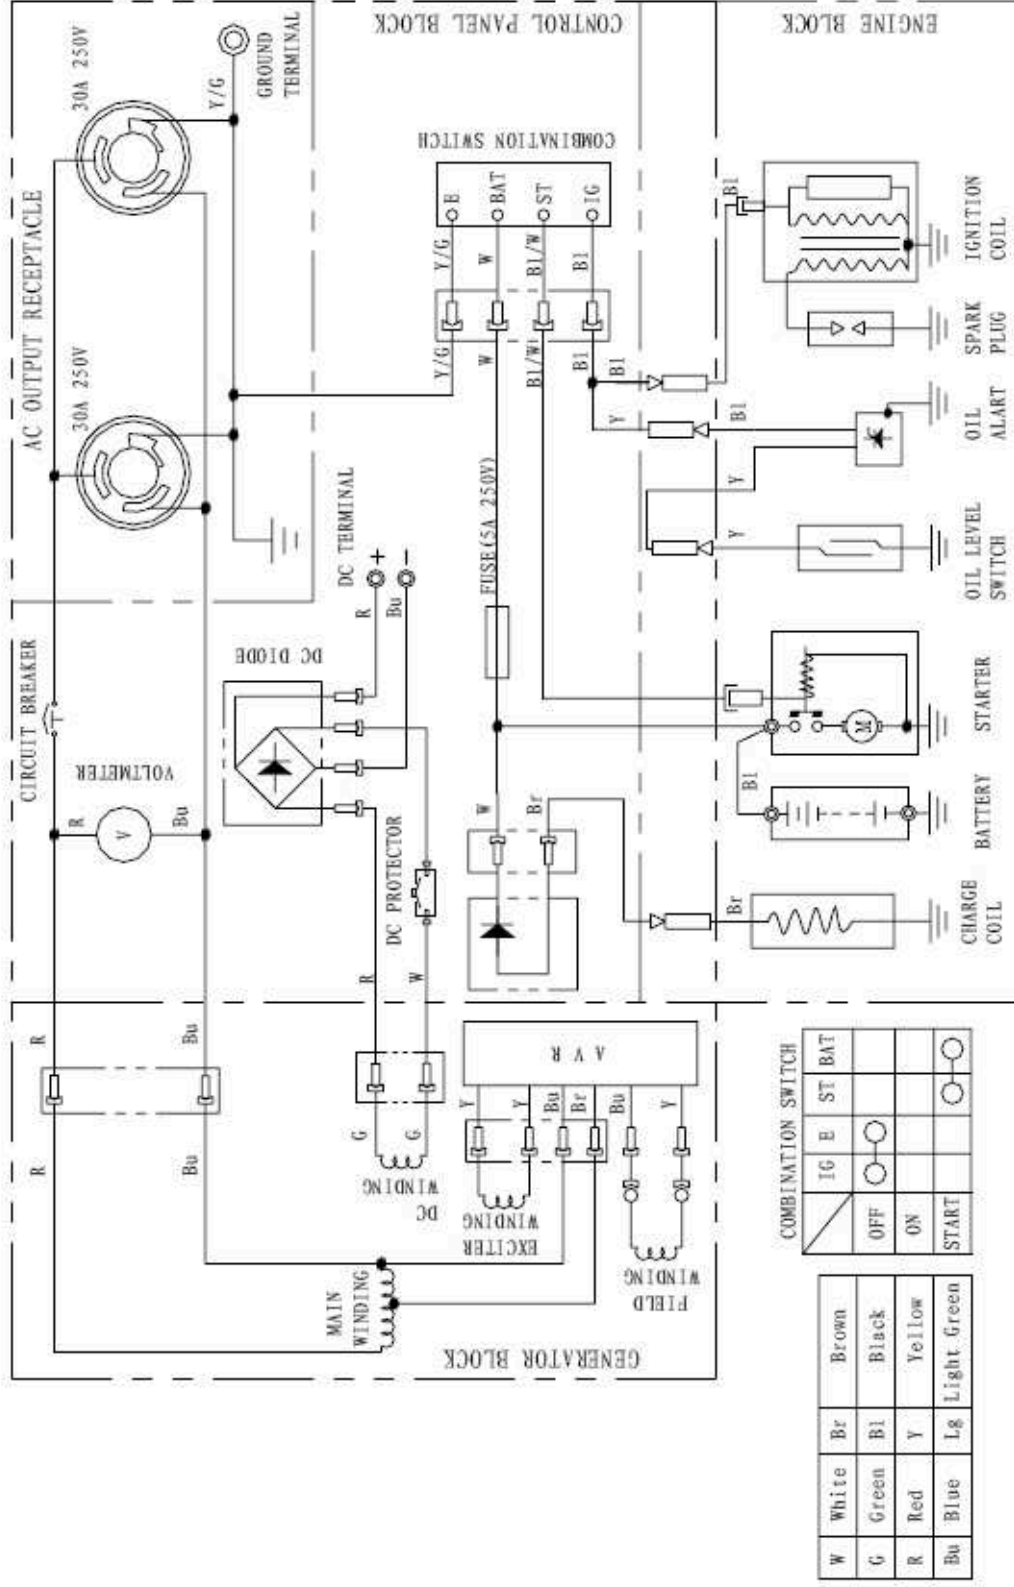 GENERATOR BLOCK
CONTROL PANEL BLOCK
ENGINE BLOCK
AC OUTPUT RECEPTACLE
30A 250V
30A 250V
Y/G
GROUND
TERMINAL
CIRCUIT BREAKER
VOLTMETER
V
R
Bu
R
R
Bu
Bu
MAIN
WINDING
DC DIODE
DC TERMINAL
+
-
R
Bu
DC PROTECTOR
R
W
G
G
DC
WINDING
EXCITER
WINDING
FIELD
WINDING
Y
Y
Bu
Br
Bu
Y
A V R
COMBINATION SWITCH
E
BAT
ST
IG
Y/G
W
Bl/W
Bl
Y/G
W
Bl/W
Bl
Bl
Y
FUSE(5A 250V)
W
Br
Br
Bl
M
Y
Y
Bl
Bl
CHARGE
COIL
BATTERY
STARTER
OIL LEVEL
SWITCH
OIL
ALART
SPARK
PLUG
IGNITION
COIL
W White Br Brown
G Green Bl Black
R Red Y Yellow
Bu Blue Lg Light Green
COMBINATION SWITCH
IG E ST BAT
OFF
ON
START